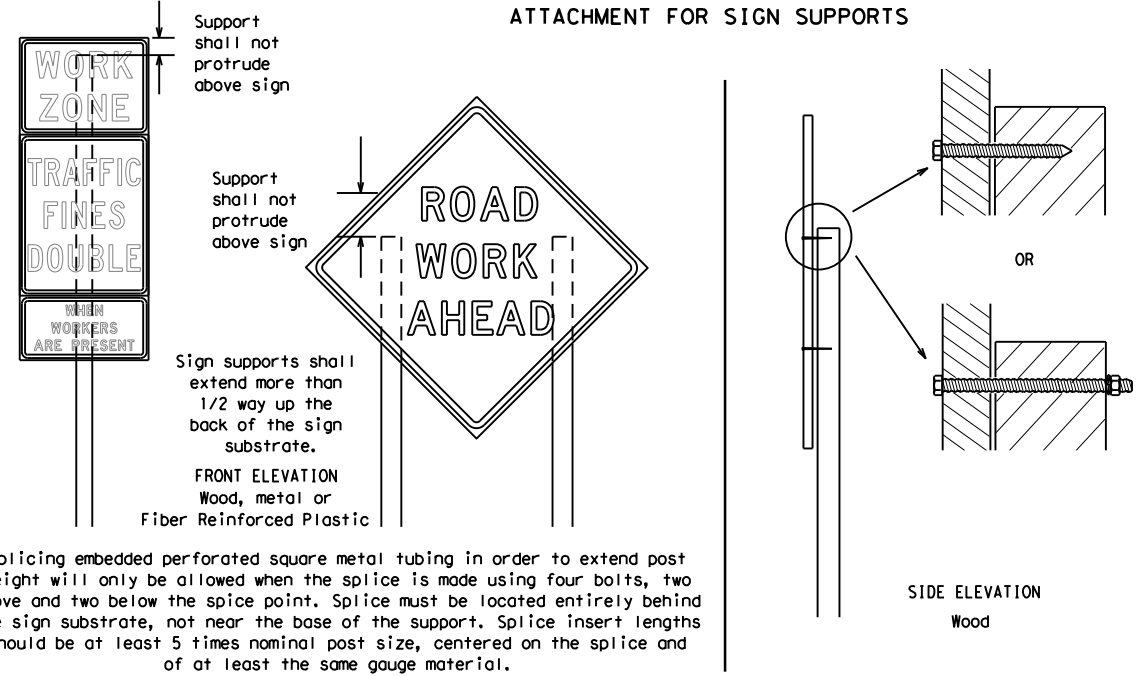 ATTACHMENT FOR SIGN SUPPORTS
Support
shall not
protrude
above sign
WORK
ZONE
TRAFFIC
FINES
DOUBLE
WHEN
WORKERS
ARE PRESENT
Support
shall not
protrude
above sign
ROAD
WORK
AHEAD
Sign supports shall
extend more than
1/2 way up the
back of the sign
substrate.
FRONT ELEVATION
Wood, metal or
Fiber Reinforced Plastic
OR
SIDE ELEVATION
Wood
plicing embedded perforated square metal tubing in order to extend post
eight will only be allowed when the splice is made using four bolts, two
ove and two below the spice point. Splice must be located entirely behind
e sign substrate, not near the base of the support. Splice insert lengths
hould be at least 5 times nominal post size, centered on the splice and
of at least the same gauge material.